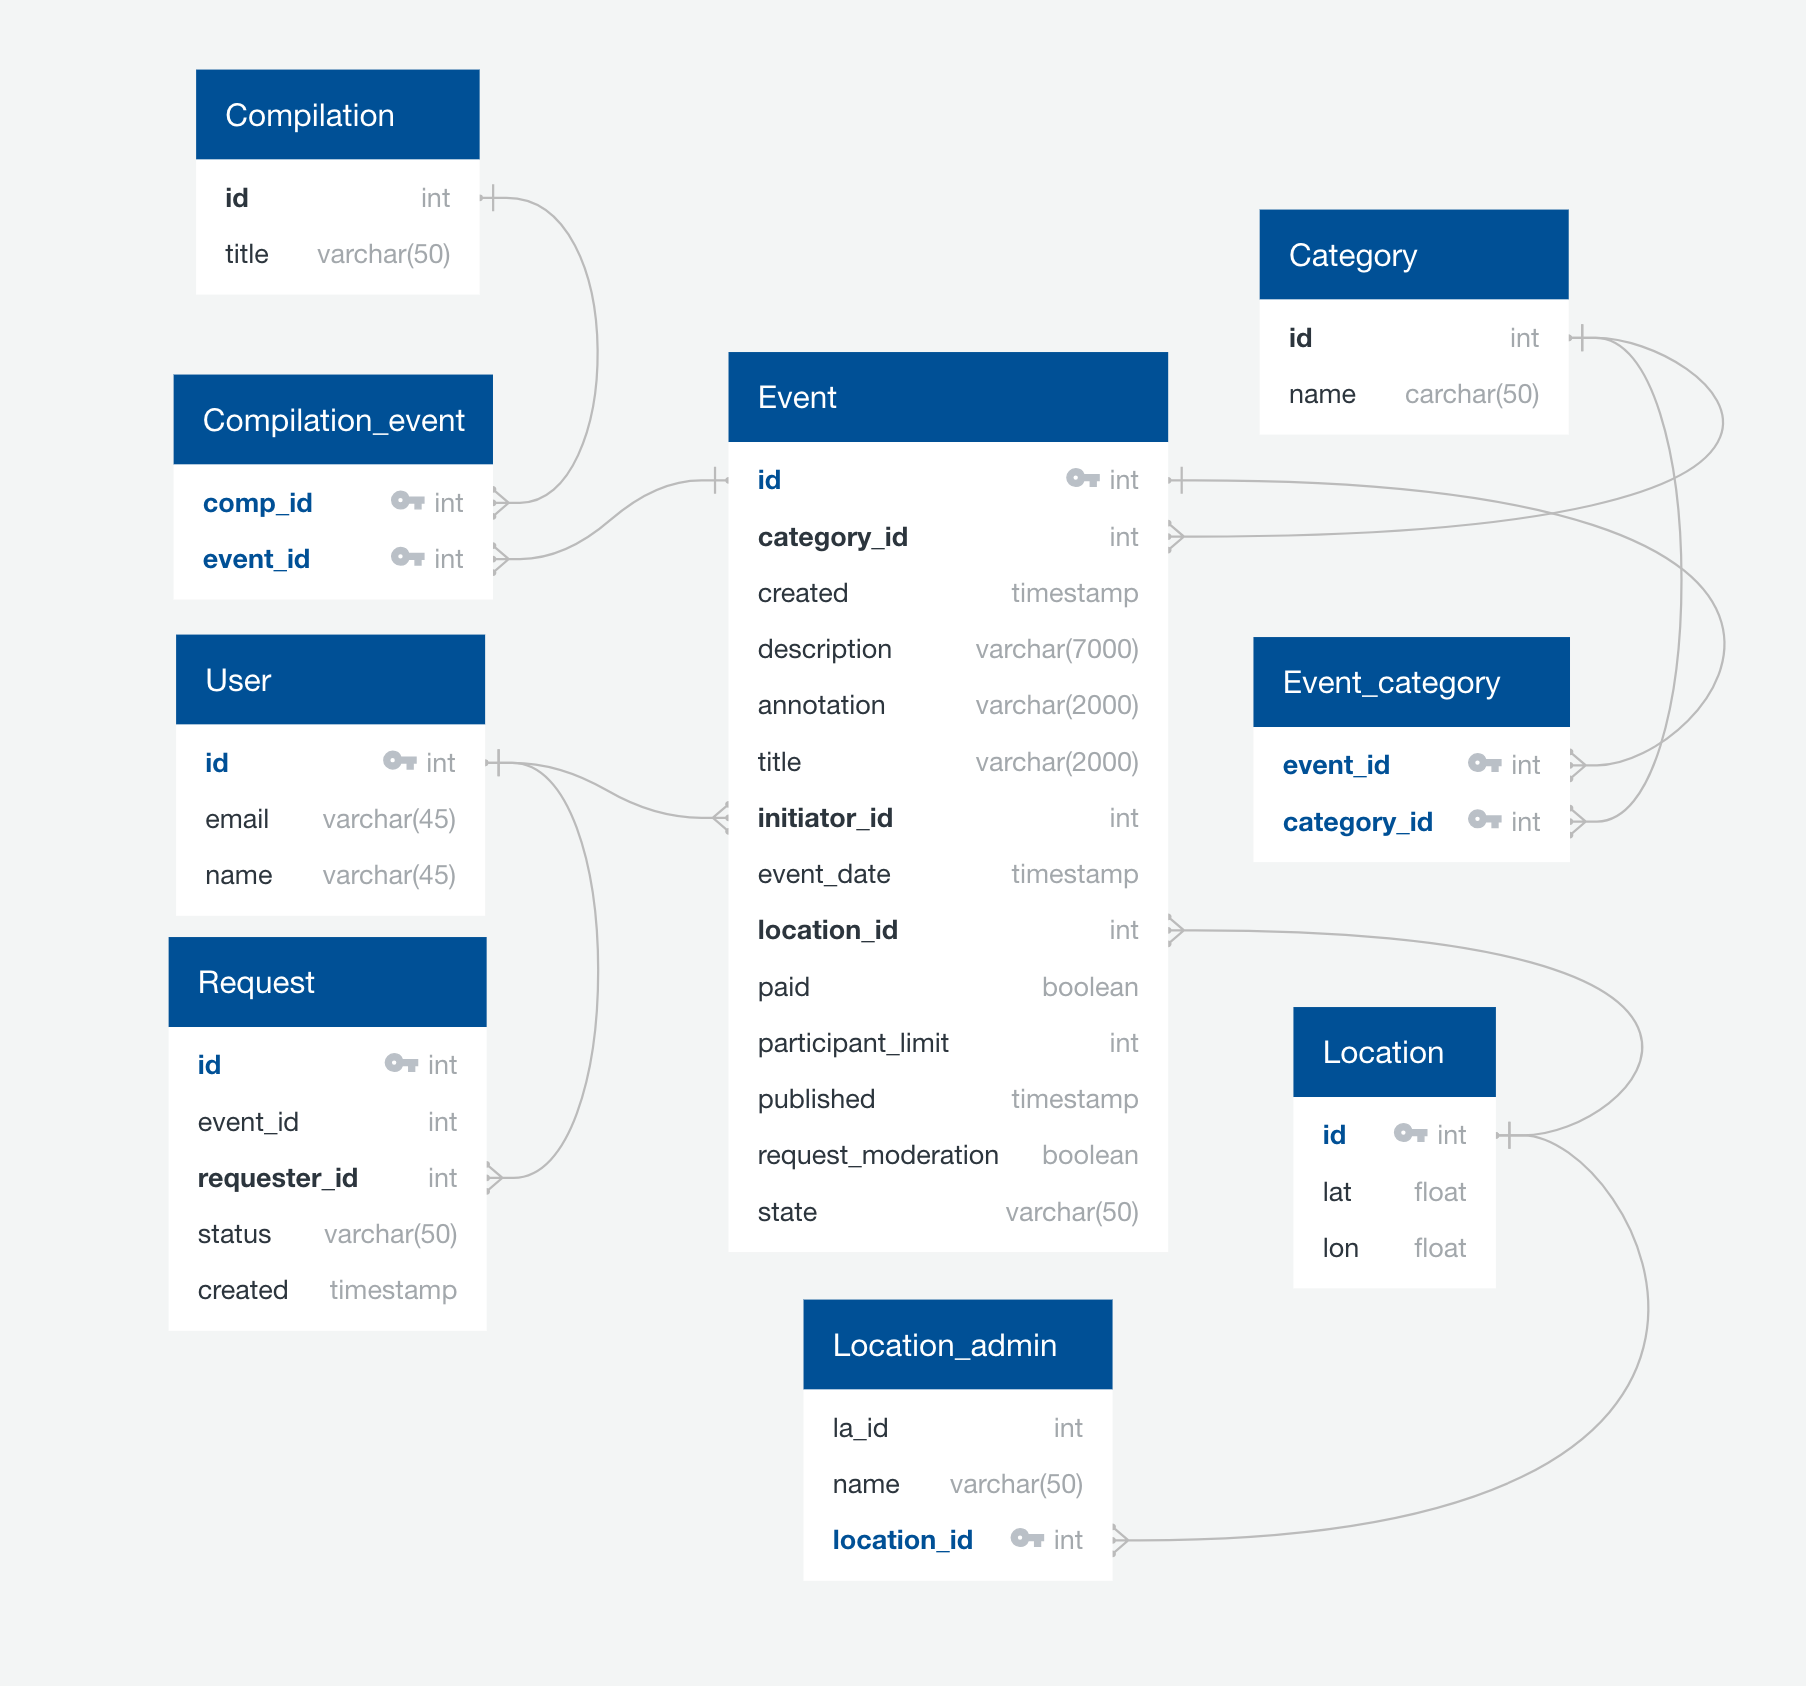 Compilation
id int
title varchar(50)
Compilation_event
comp_id int
event_id int
User
id int
email varchar(45)
name varchar(45)
Request
id int
event_id int
requester_id int
status varchar(50)
created timestamp
Event
id int
category_id int
created timestamp
description varchar(7000)
annotation varchar(2000)
title varchar(2000)
initiator_id int
event_date timestamp
location_id int
paid boolean
participant_limit int
published timestamp
request_moderation boolean
state varchar(50)
Location_admin
la_id int
name varchar(50)
location_id int
Category
id int
name carchar(50)
Event_category
event_id int
category_id int
Location
id int
lat float
lon float